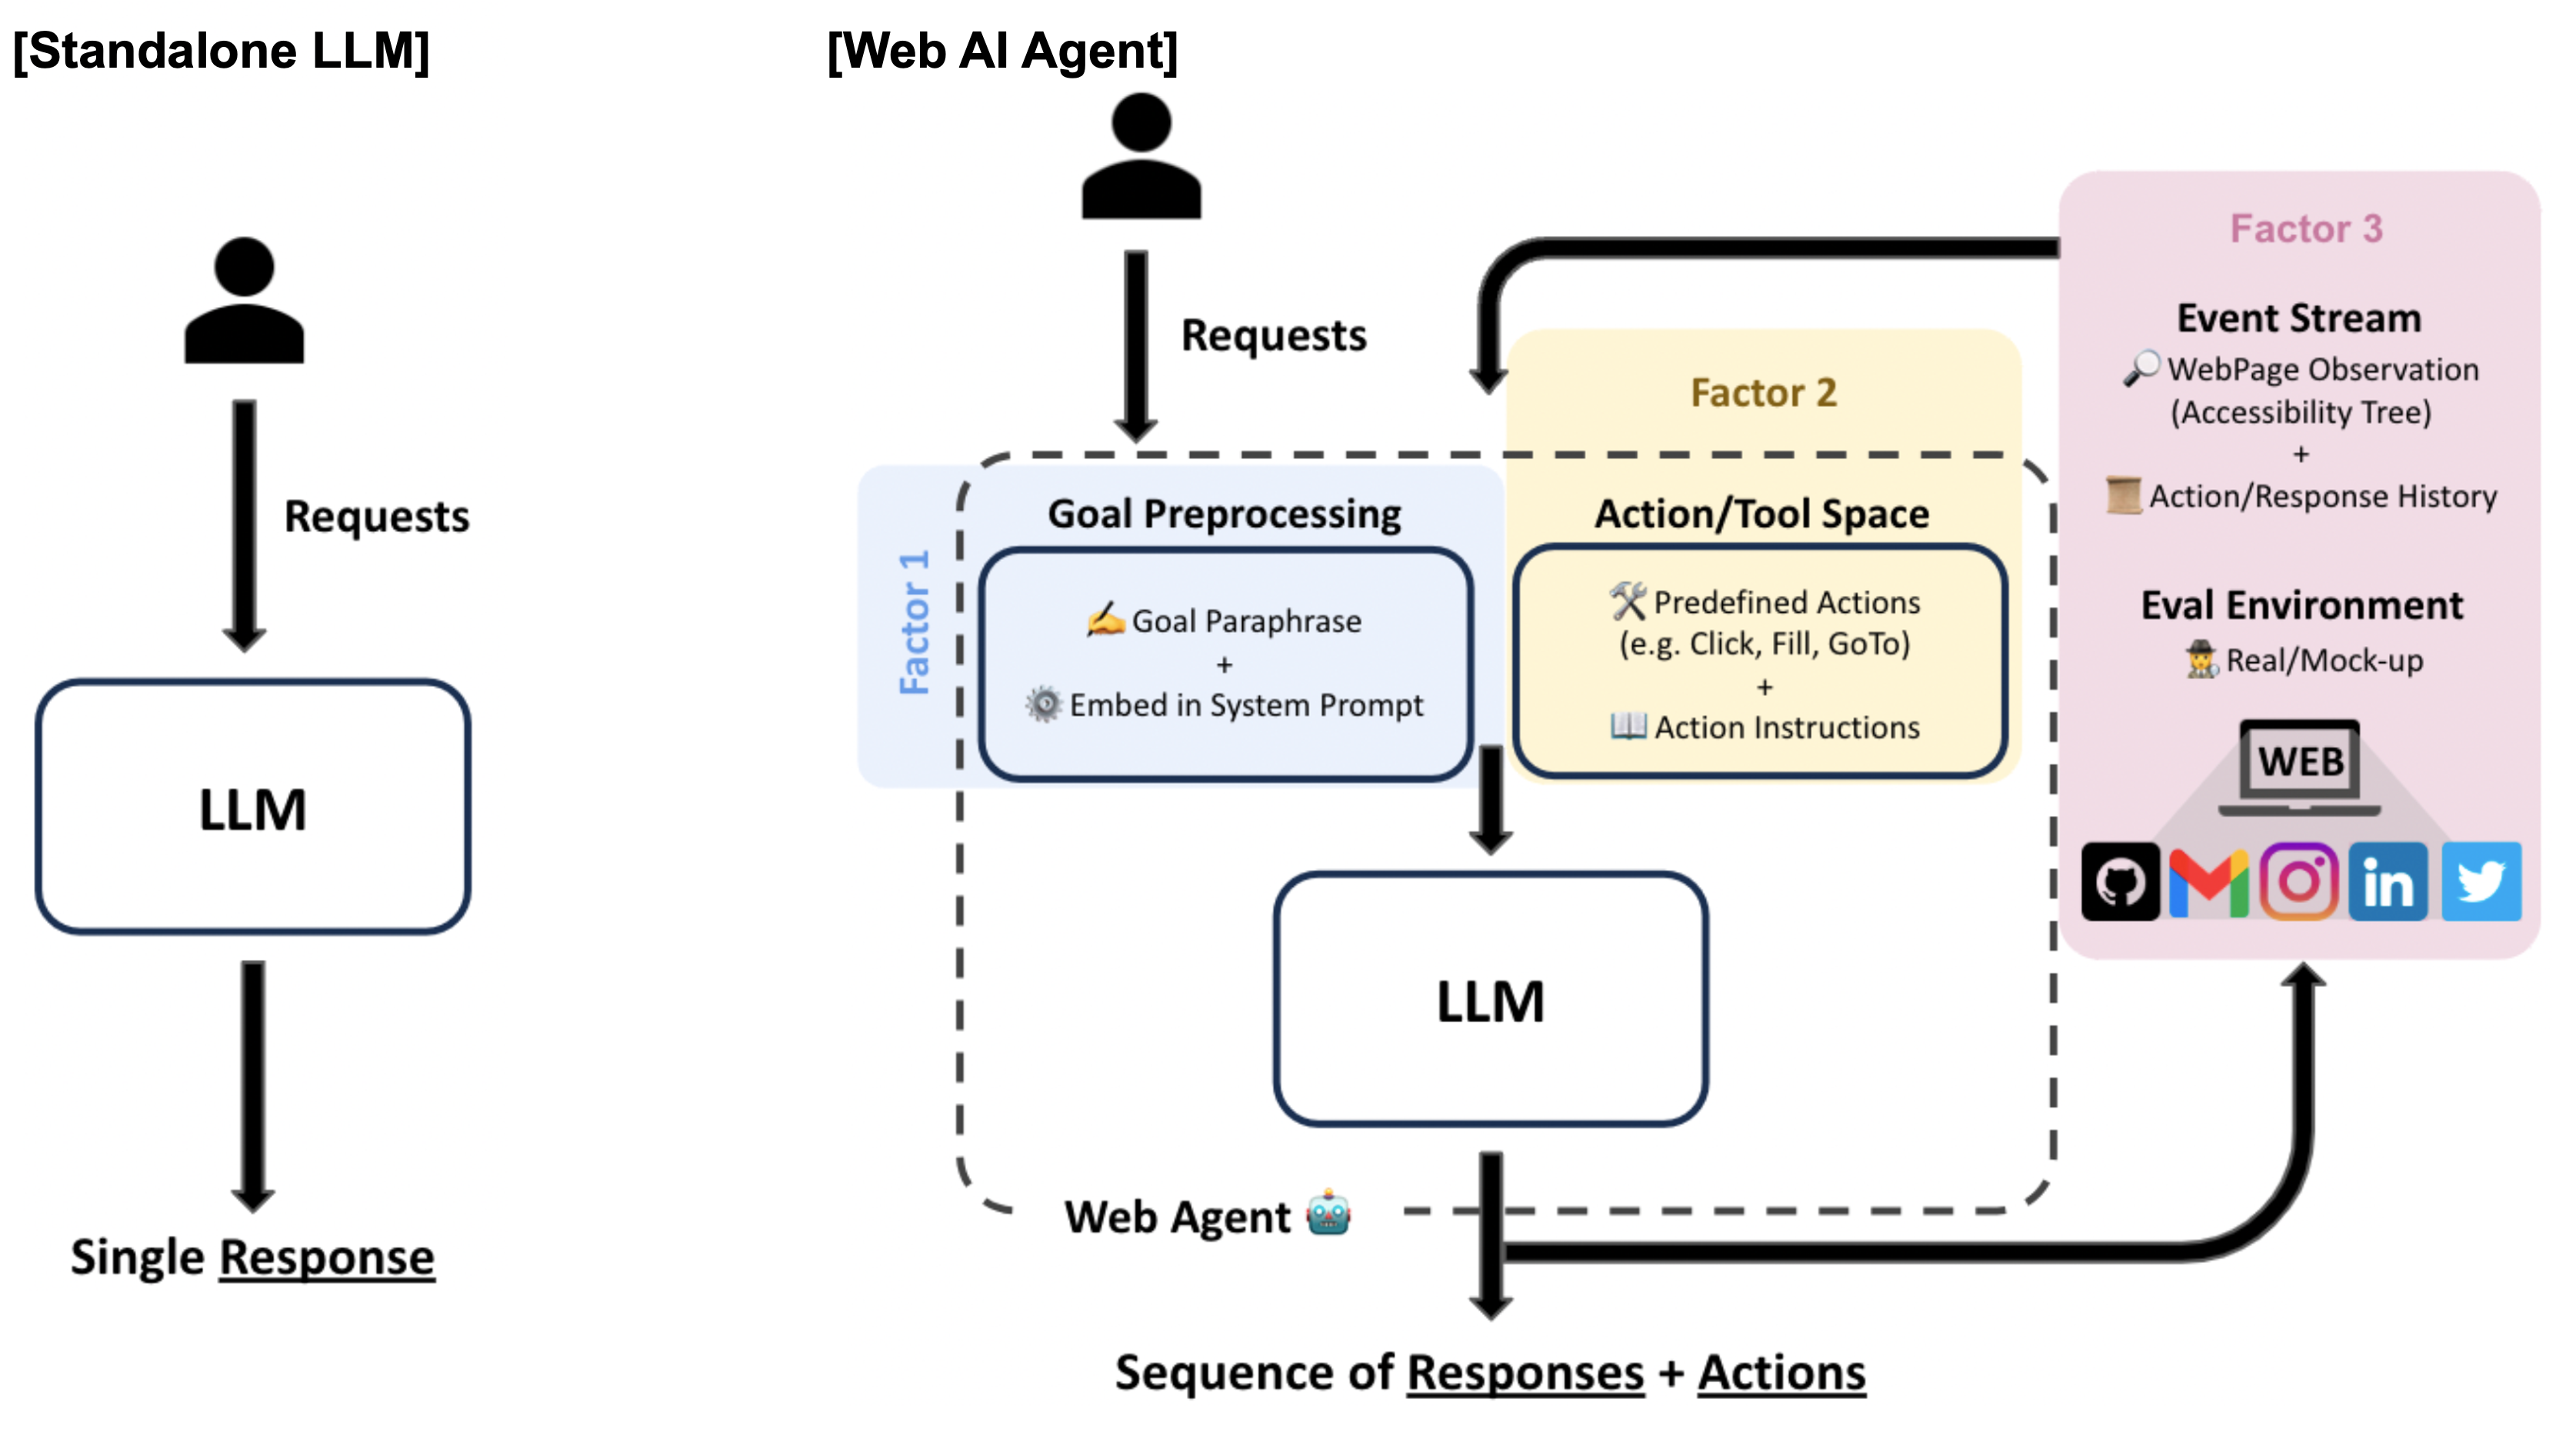 [Standalone LLM]
Requests
LLM
Single Response
[Web AI Agent]
Requests
Factor 1
Goal Preprocessing
Goal Paraphrase
+
Embed in System Prompt
Factor 2
Action/Tool Space
Predefined Actions
(e.g. Click, Fill, GoTo)
+
Action Instructions
LLM
Web Agent
Sequence of Responses + Actions
Factor 3
Event Stream
WebPage Observation
(Accessibility Tree)
+
Action/Response History
Eval Environment
Real/Mock-up
WEB
in